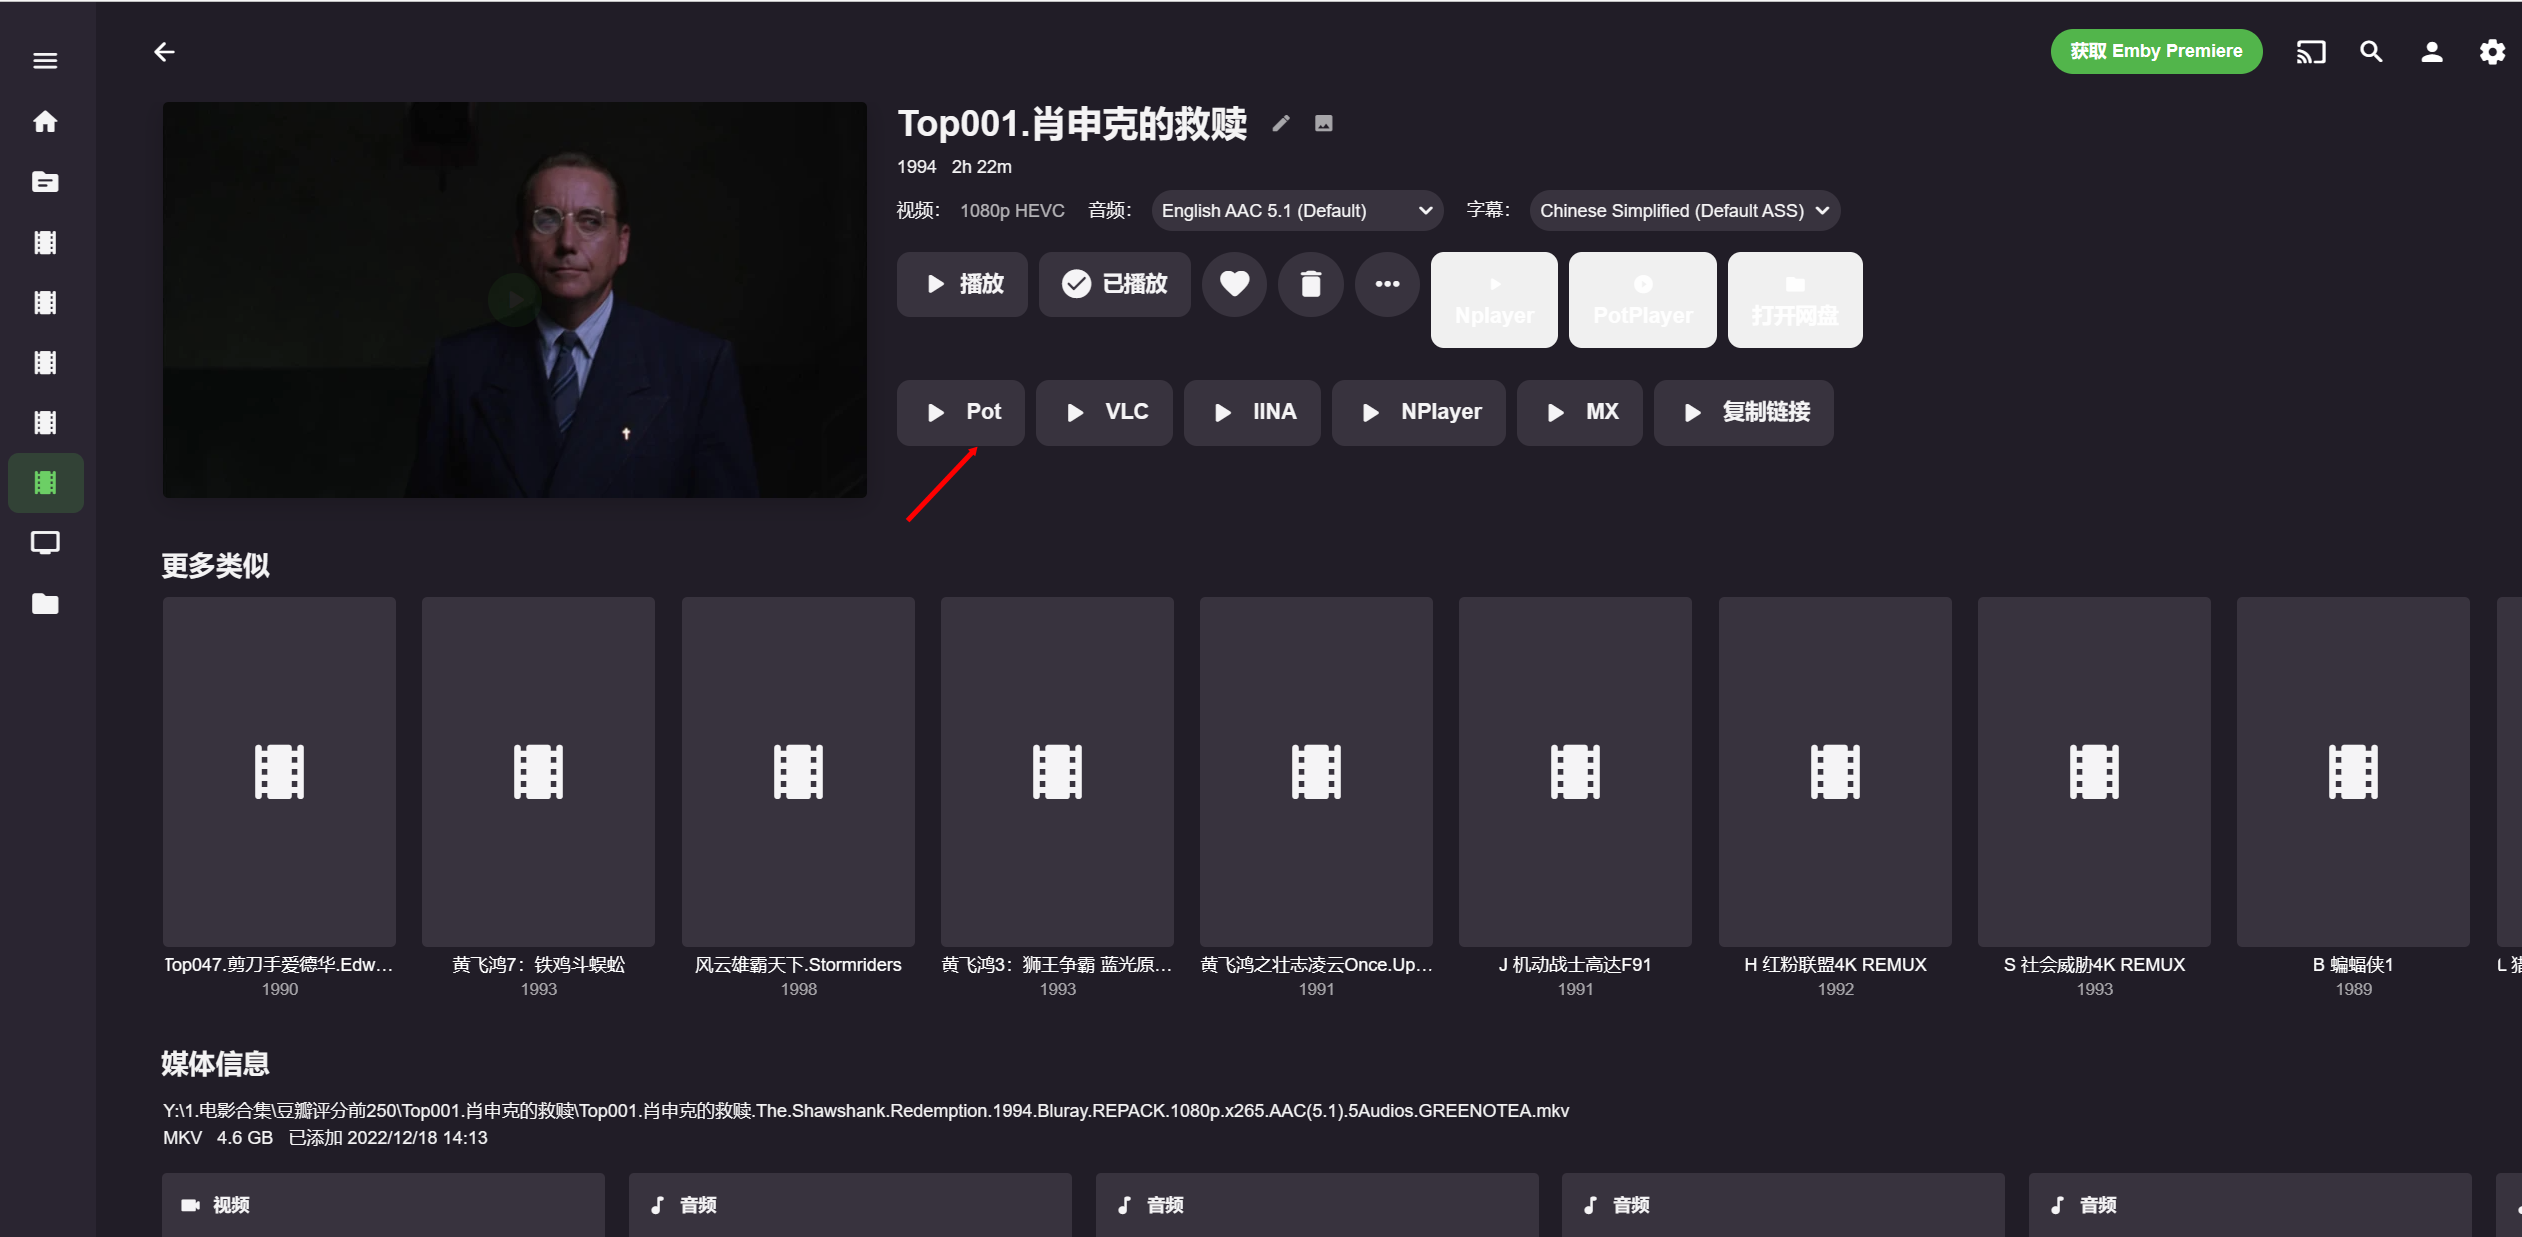 获取 Emby Premiere
Top001.肖申克的救赎
1994 2h 22m
视频： 1080p HEVC 音频： English AAC 5.1 (Default) 字幕： Chinese Simplified (Default ASS)
播放 已播放 Nplayer PotPlayer 打开网盘
Pot VLC IINA NPlayer MX 复制链接
更多类似
Top047.剪刀手爱德华.Edw...
1990
黄飞鸿7：铁鸡斗蜈蚣
1993
风云雄霸天下.Stormriders
1998
黄飞鸿3：狮王争霸 蓝光原...
1993
黄飞鸿之壮志凌云Once.Up...
1991
J 机动战士高达F91
1991
H 红粉联盟4K REMUX
1992
S 社会威胁4K REMUX
1993
B 蝙蝠侠1
1989
L 猎
媒体信息
Y:\1.电影合集\豆瓣评分前250\Top001.肖申克的救赎\Top001.肖申克的救赎.The.Shawshank.Redemption.1994.Bluray.REPACK.1080p.x265.AAC(5.1).5Audios.GREENOTEA.mkv
MKV 4.6 GB 已添加 2022/12/18 14:13
视频 音频 音频 音频 音频